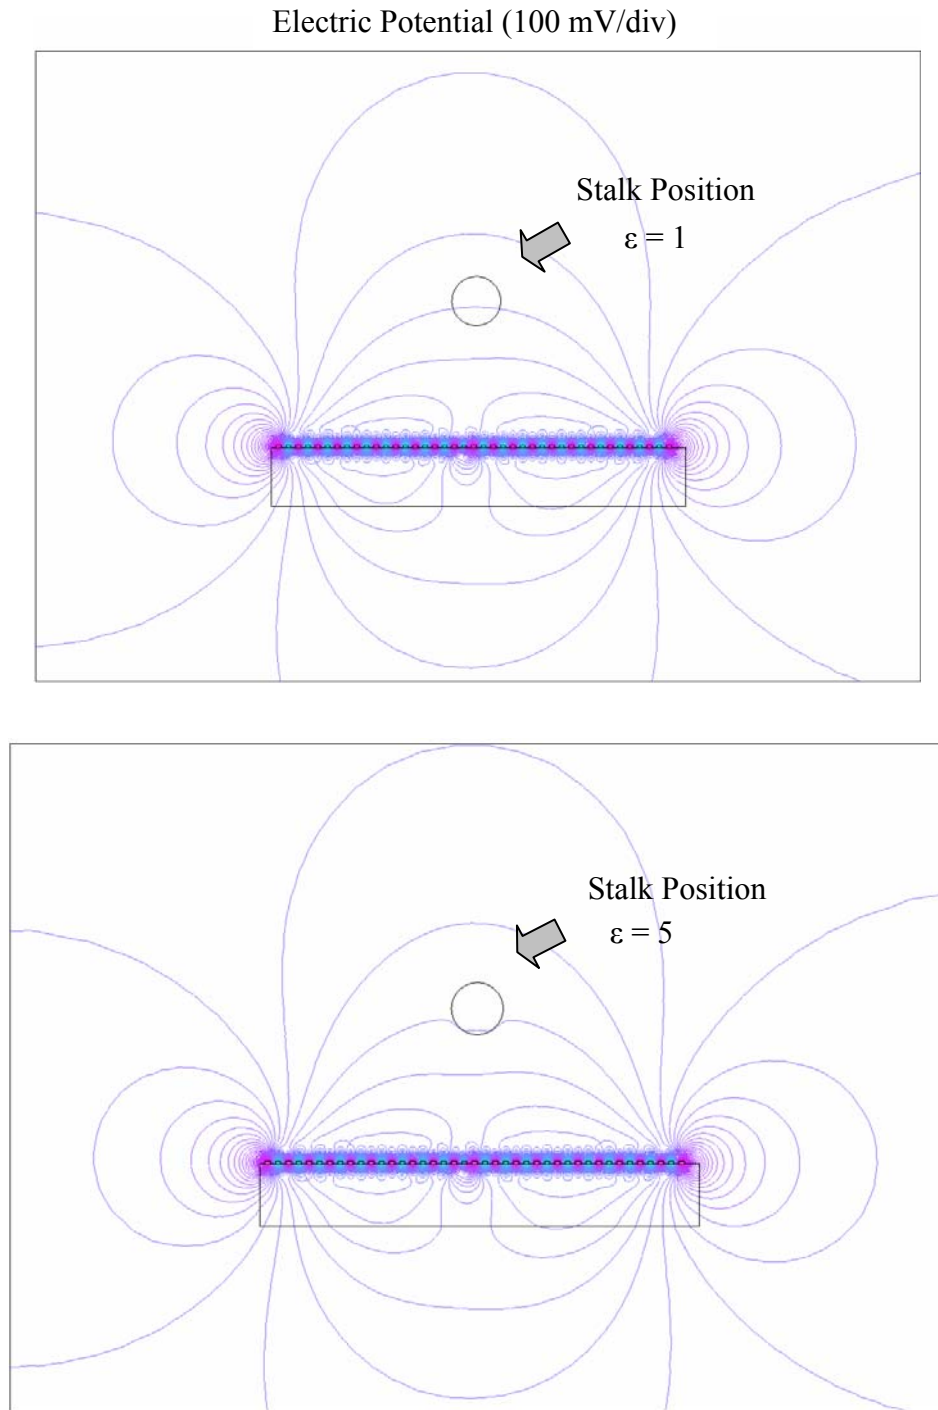 Electric Potential (100 mV/div)
Stalk Position
ε = 1
Stalk Position
ε = 5